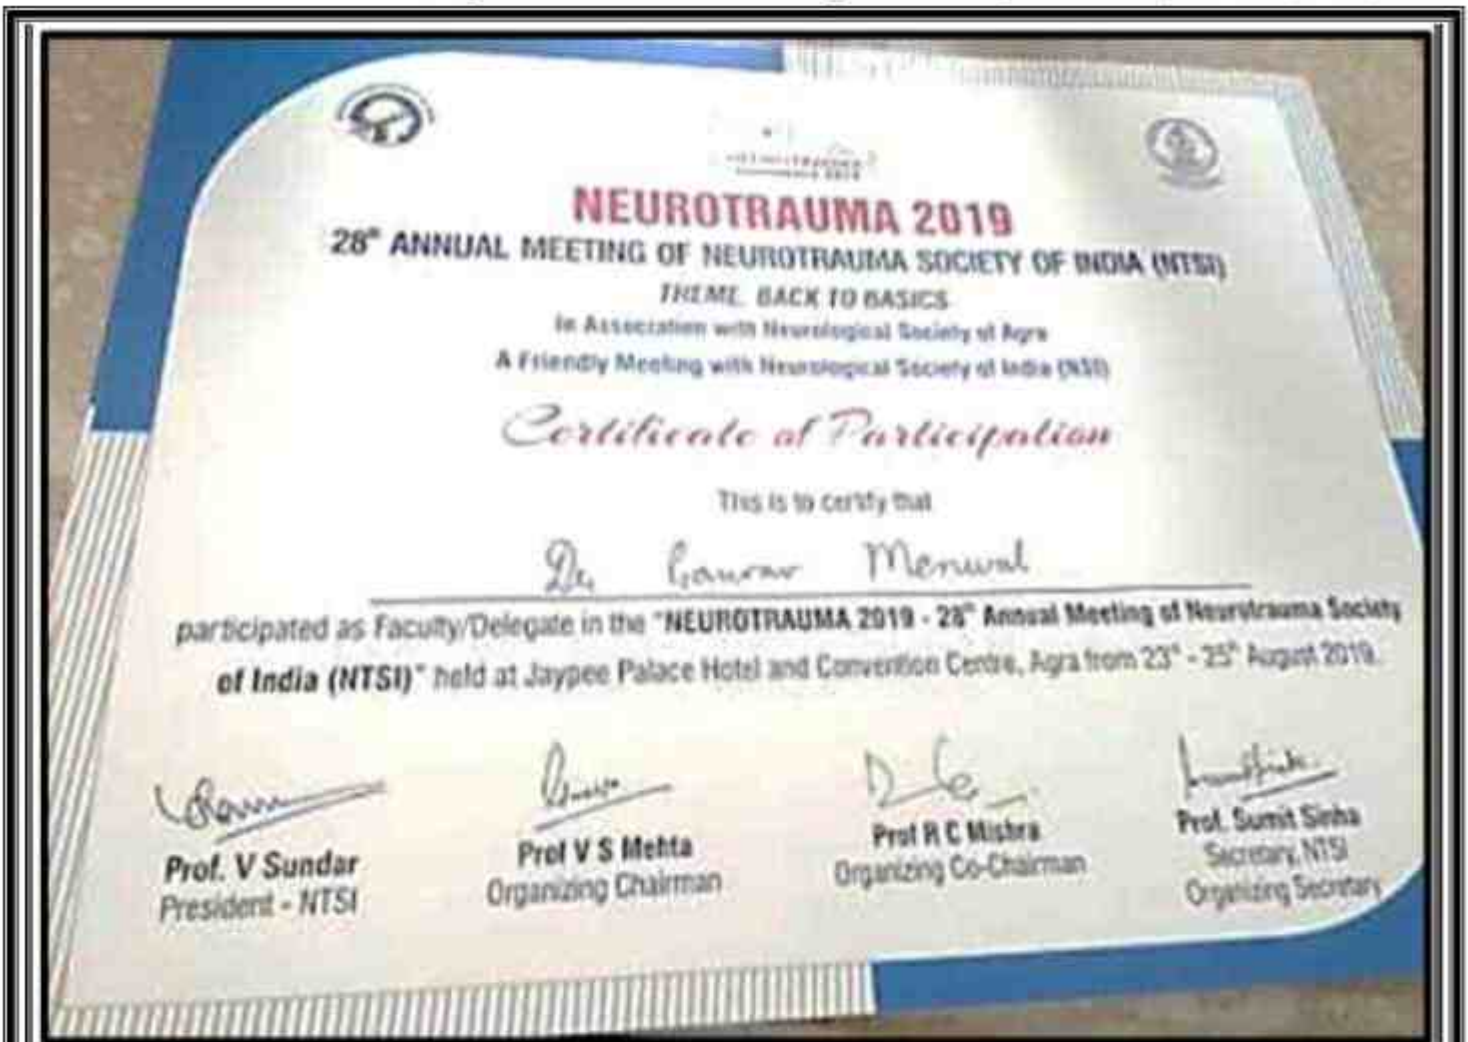 NEUROTRAUMA 2019
28th ANNUAL MEETING OF NEUROTRAUMA SOCIETY OF INDIA (NTSI)
THEME. BACK TO BASICS
In Association with Neurological Society of Agra
A Friendly Meeting with Neurological Society of India (NSI)
Certificate of Participation
This is to certify that
Dr. Gaurav Menwal
participated as Faculty/Delegate in the "NEUROTRAUMA 2019 - 28th Annual Meeting of Neurotrauma Society
of India (NTSI)" held at Jaypee Palace Hotel and Convention Centre, Agra from 23rd - 25th August 2019.
Prof. V Sundar
President - NTSI
Prof V S Mehta
Organizing Chairman
Prof R C Mishra
Organizing Co-Chairman
Prof. Sumit Sinha
Secretary, NTSI
Organizing Secretary